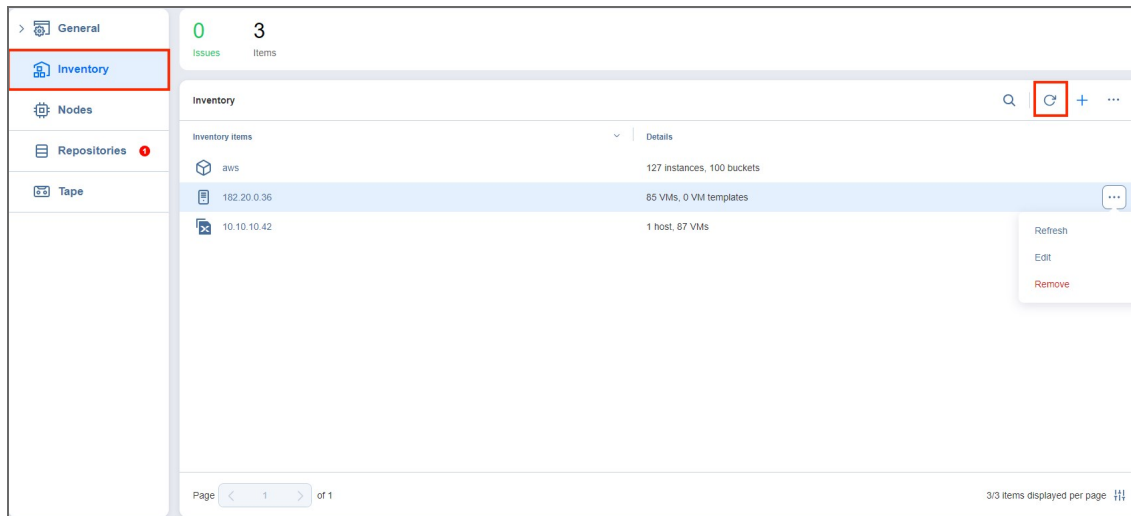 General
Inventory
Nodes
Repositories 1
Tape
0 3
Issues Items
Inventory
Inventory items Details
aws 127 instances, 100 buckets
182.20.0.36 85 VMs, 0 VM templates
10.10.10.42 1 host, 87 VMs
Refresh
Edit
Remove
Page 1 of 1 3/3 items displayed per page